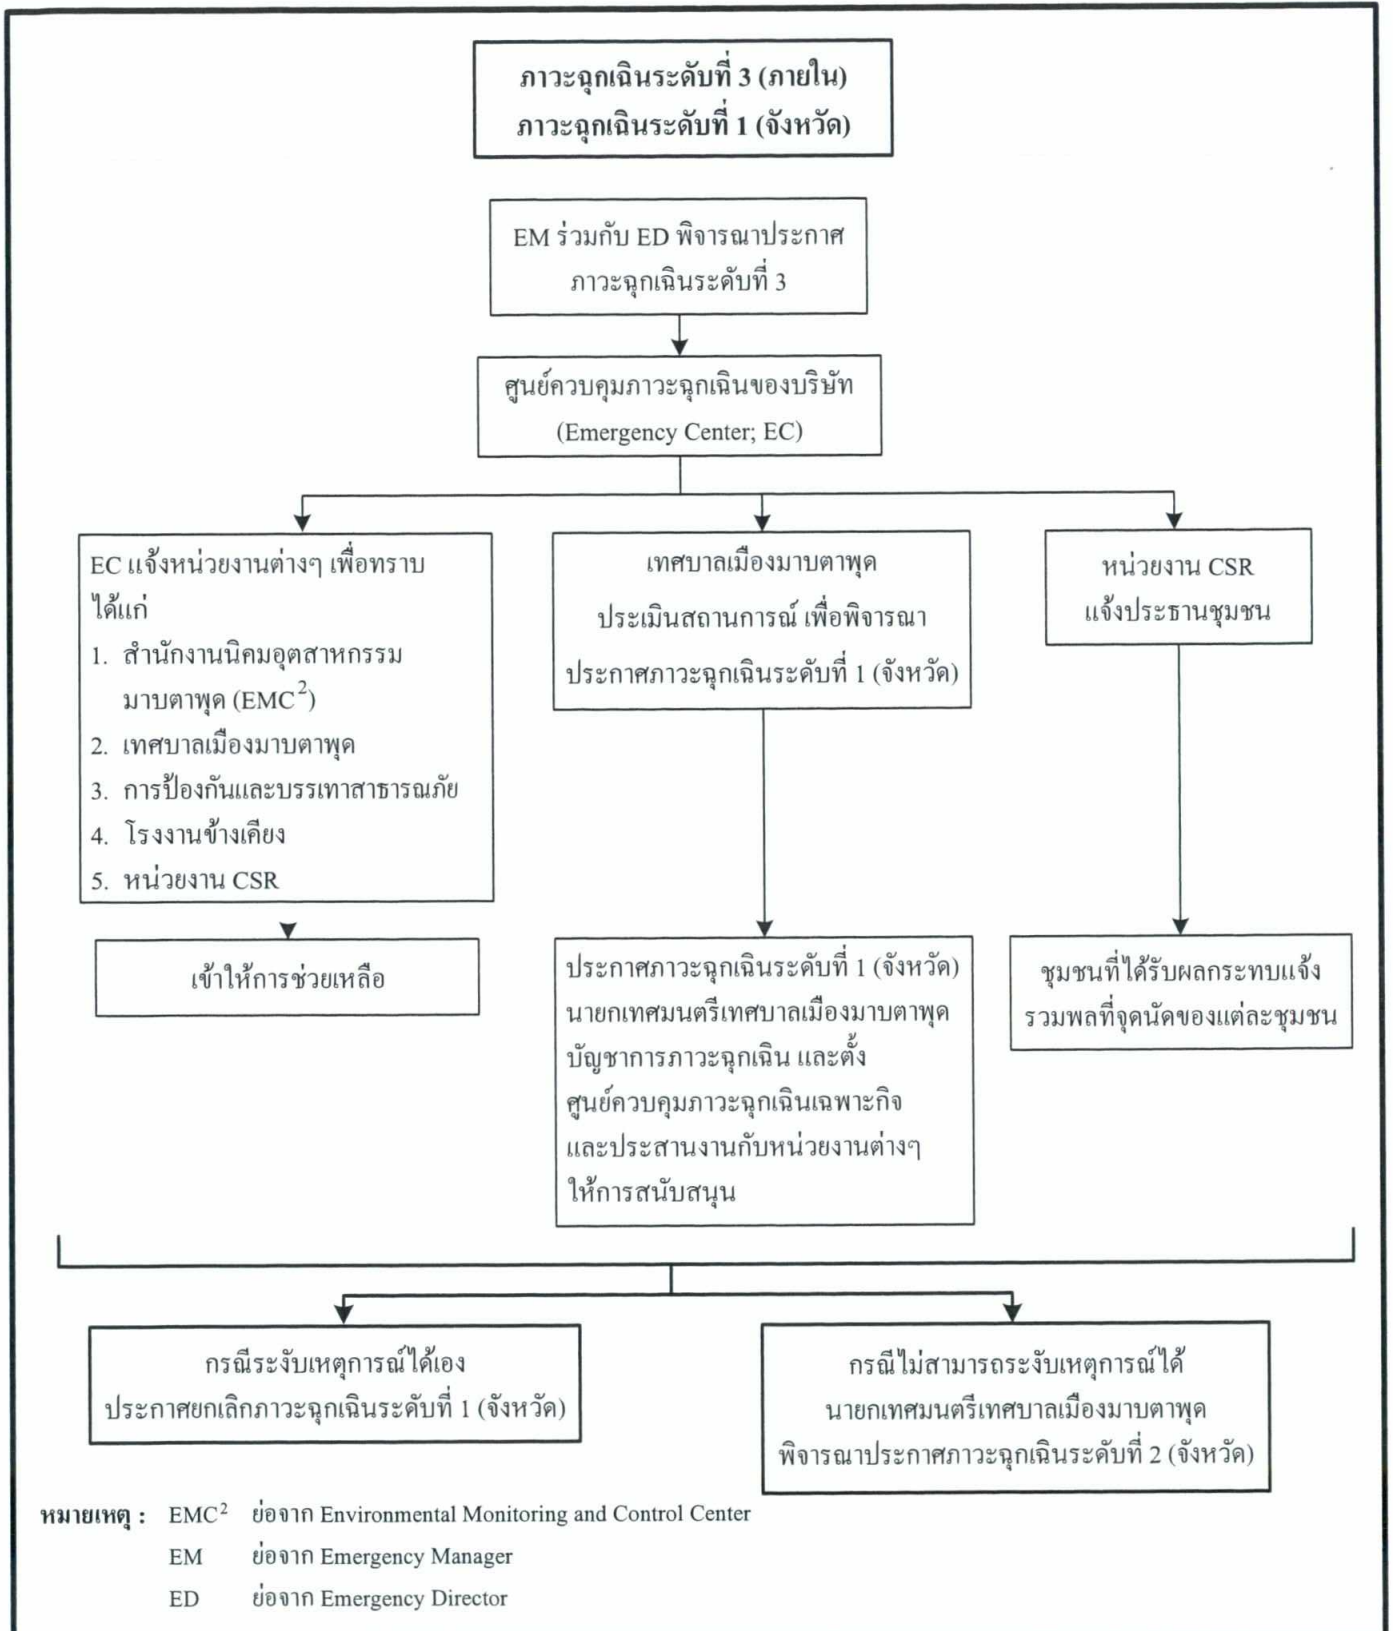 ภาวะฉุกเฉินระดับที่ 3 (ภายใน)
ภาวะฉุกเฉินระดับที่ 1 (จังหวัด)
EM ร่วมกับ ED พิจารณาประกาศ
ภาวะฉุกเฉินระดับที่ 3
ศูนย์ควบคุมภาวะฉุกเฉินของบริษัท
(Emergency Center; EC)
EC แจ้งหน่วยงานต่างๆ เพื่อทราบ
ได้แก่
1. สำนักงานนิคมอุตสาหกรรม
มาบตาพุด (EMC²)
2. เทศบาลเมืองมาบตาพุด
3. การป้องกันและบรรเทาสาธารณภัย
4. โรงงานข้างเคียง
5. หน่วยงาน CSR
เข้าให้การช่วยเหลือ
เทศบาลเมืองมาบตาพุด
ประเมินสถานการณ์ เพื่อพิจารณา
ประกาศภาวะฉุกเฉินระดับที่ 1 (จังหวัด)
ประกาศภาวะฉุกเฉินระดับที่ 1 (จังหวัด)
นายกเทศมนตรีเทศบาลเมืองมาบตาพุด
บัญชาการภาวะฉุกเฉิน และตั้ง
ศูนย์ควบคุมภาวะฉุกเฉินเฉพาะกิจ
และประสานงานกับหน่วยงานต่างๆ
ให้การสนับสนุน
หน่วยงาน CSR
แจ้งประธานชุมชน
ชุมชนที่ได้รับผลกระทบแจ้ง
รวมพลที่จุดนัดของแต่ละชุมชน
กรณีระงับเหตุการณ์ได้เอง
ประกาศยกเลิกภาวะฉุกเฉินระดับที่ 1 (จังหวัด)
กรณีไม่สามารถระงับเหตุการณ์ได้
นายกเทศมนตรีเทศบาลเมืองมาบตาพุด
พิจารณาประกาศภาวะฉุกเฉินระดับที่ 2 (จังหวัด)
หมายเหตุ : EMC² ย่อจาก Environmental Monitoring and Control Center
EM ย่อจาก Emergency Manager
ED ย่อจาก Emergency Director